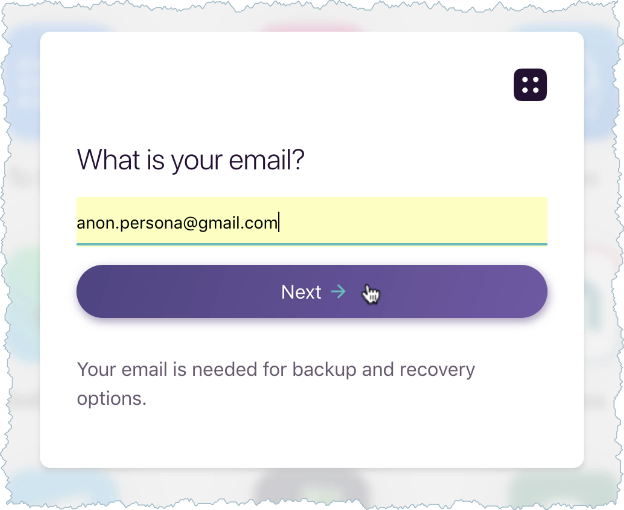 What is your email?
anon.persona@gmail.com
Next →
Your email is needed for backup and recovery
options.